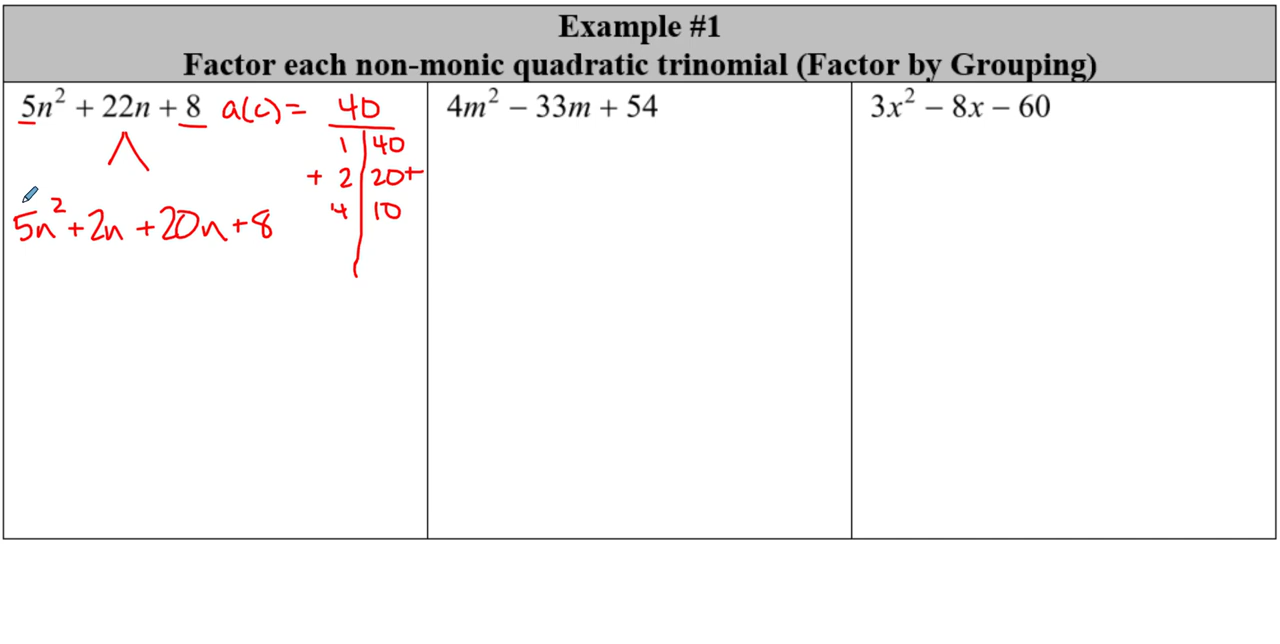 Example #1
Factor each non-monic quadratic trinomial (Factor by Grouping)
5n² + 22n + 8 a(c) = 40
1 | 40
+ 2 | 20 +
4 | 10
5n² + 2n + 20n + 8
4m² − 33m + 54
3x² − 8x − 60